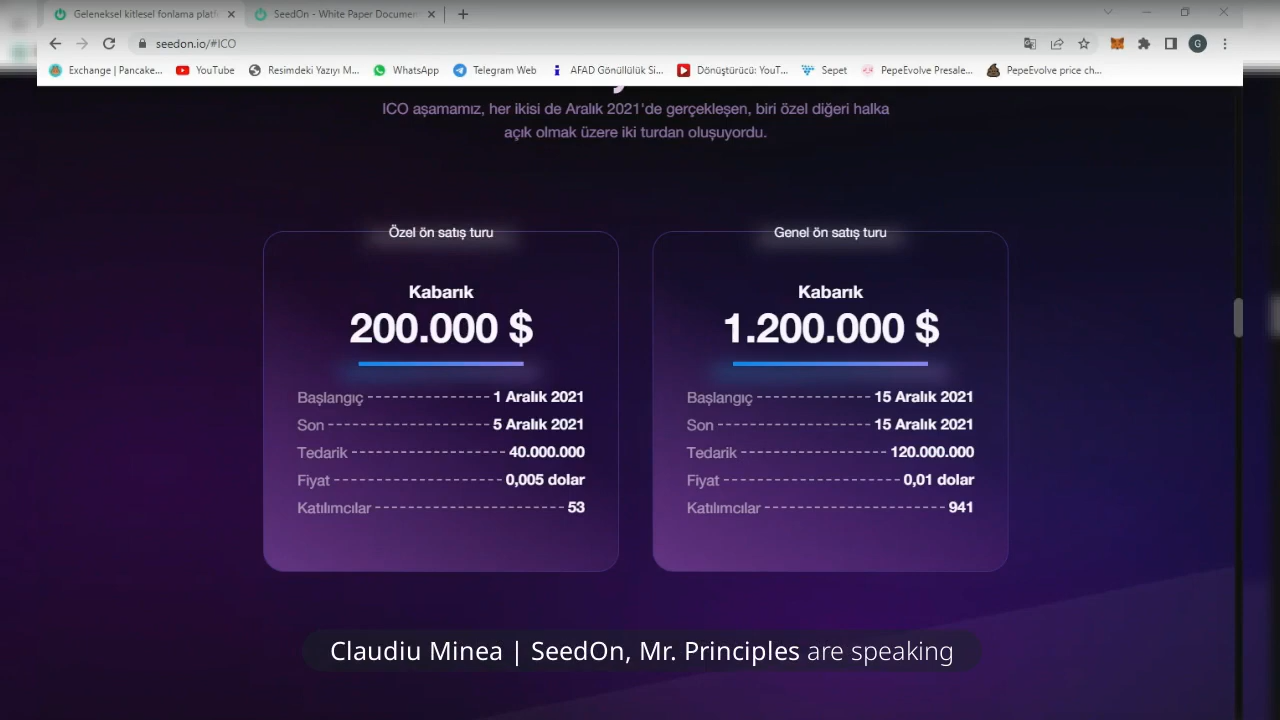 Geleneksel kitlesel fonlama platf
SeedOn - White Paper Documen
seedon.io/#ICO
G
Exchange | Pancake...
YouTube
Resimdeki Yazıyı M...
WhatsApp
Telegram Web
AFAD Gönüllülük Si...
Dönüştürücü: YouT...
Sepet
PepeEvolve Presale...
PepeEvolve price ch...
ICO aşamamız, her ikisi de Aralık 2021'de gerçekleşen, biri özel diğeri halka
açık olmak üzere iki turdan oluşuyordu.
Özel ön satış turu
Kabarık
200.000 $
Başlangıç 1 Aralık 2021
Son 5 Aralık 2021
Tedarik 40.000.000
Fiyat 0,005 dolar
Katılımcılar 53
Genel ön satış turu
Kabarık
1.200.000 $
Başlangıç 15 Aralık 2021
Son 15 Aralık 2021
Tedarik 120.000.000
Fiyat 0,01 dolar
Katılımcılar 941
Claudiu Minea | SeedOn, Mr. Principles are speaking